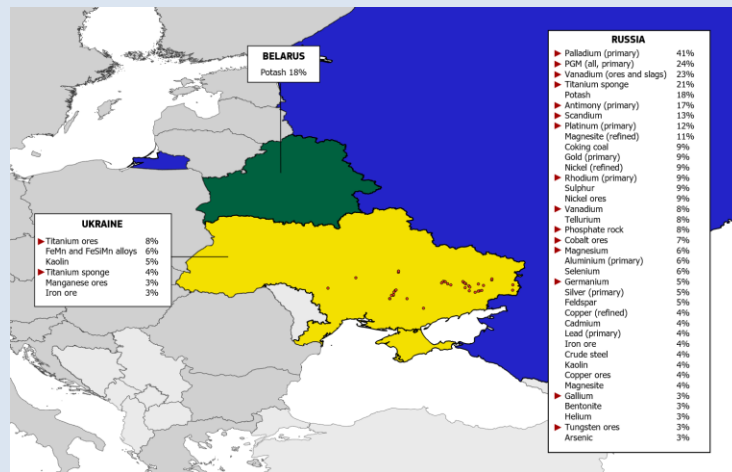 BELARUS
Potash 18%
UKRAINE
▶Titanium ores 8%
FeMn and FeSiMn alloys 6%
Kaolin 5%
▶Titanium sponge 4%
Manganese ores 3%
Iron ore 3%
RUSSIA
▶ Palladium (primary) 41%
▶ PGM (all, primary) 24%
▶ Vanadium (ores and slags) 23%
▶ Titanium sponge 21%
Potash 18%
▶ Antimony (primary) 17%
▶ Scandium 13%
▶ Platinum (primary) 12%
Magnesite (refined) 11%
Coking coal 9%
Gold (primary) 9%
Nickel (refined) 9%
▶ Rhodium (primary) 9%
Sulphur 9%
Nickel ores 9%
▶ Vanadium 8%
Tellurium 8%
▶ Phosphate rock 8%
▶ Cobalt ores 7%
▶ Magnesium 6%
Aluminium (primary) 6%
Selenium 6%
▶ Germanium 5%
Silver (primary) 5%
Feldspar 5%
Copper (refined) 4%
Cadmium 4%
Lead (primary) 4%
Iron ore 4%
Crude steel 4%
Kaolin 4%
Copper ores 4%
Magnesite 4%
▶ Gallium 3%
Bentonite 3%
Helium 3%
▶ Tungsten ores 3%
Arsenic 3%